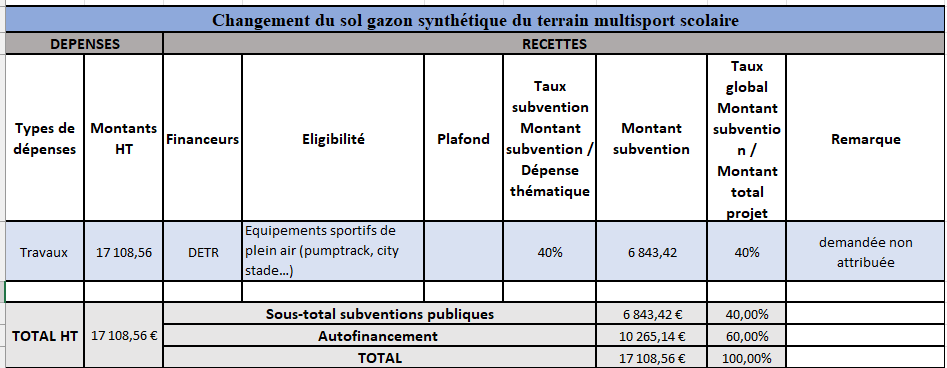 Changement du sol gazon synthétique du terrain multisport scolaire
DEPENSES
RECETTES
Types de
dépenses
Montants
HT
Financeurs
Eligibilité
Plafond
Taux
subvention
Montant
subvention /
Dépense
thématique
Montant
subvention
Taux
global
Montant
subventio
n /
Montant
total
projet
Remarque
Travaux
17 108,56
DETR
Equipements sportifs de
plein air (pumptrack, city
stade...)
40%
6 843,42
40%
demandée non
attribuée
TOTAL HT
17 108,56 €
Sous-total subventions publiques
6 843,42 €
40,00%
Autofinancement
10 265,14 €
60,00%
TOTAL
17 108,56 €
100,00%